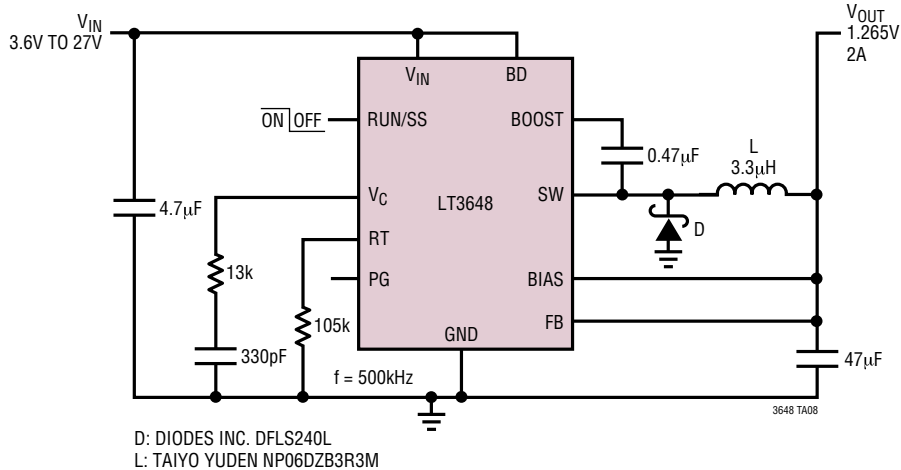 VIN
3.6V TO 27V
VOUT
1.265V
2A
VIN
BD
ON OFF
RUN/SS
BOOST
0.47µF
L
3.3µH
4.7µF
VC
LT3648
SW
D
RT
13k
PG
BIAS
105k
FB
GND
330pF
47µF
f = 500kHz
3648 TA08
D: DIODES INC. DFLS240L
L: TAIYO YUDEN NP06DZB3R3M